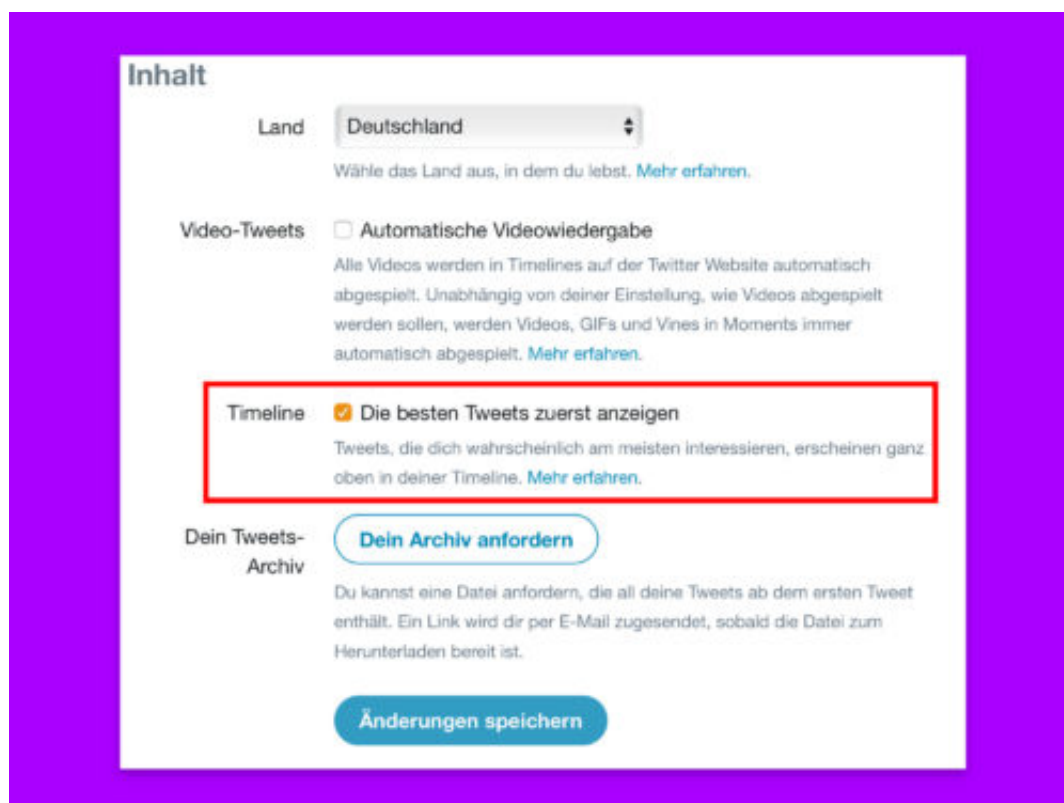 Inhalt
Land Deutschland
Wähle das Land aus, in dem du lebst. Mehr erfahren.
Video-Tweets Automatische Videowiedergabe
Alle Videos werden in Timelines auf der Twitter Website automatisch
abgespielt. Unabhängig von deiner Einstellung, wie Videos abgespielt
werden sollen, werden Videos, GIFs und Vines in Moments immer
automatisch abgespielt. Mehr erfahren.
Timeline Die besten Tweets zuerst anzeigen
Tweets, die dich wahrscheinlich am meisten interessieren, erscheinen ganz
oben in deiner Timeline. Mehr erfahren.
Dein Tweets-
Archiv
Dein Archiv anfordern
Du kannst eine Datei anfordern, die all deine Tweets ab dem ersten Tweet
enthält. Ein Link wird dir per E-Mail zugesendet, sobald die Datei zum
Herunterladen bereit ist.
Änderungen speichern